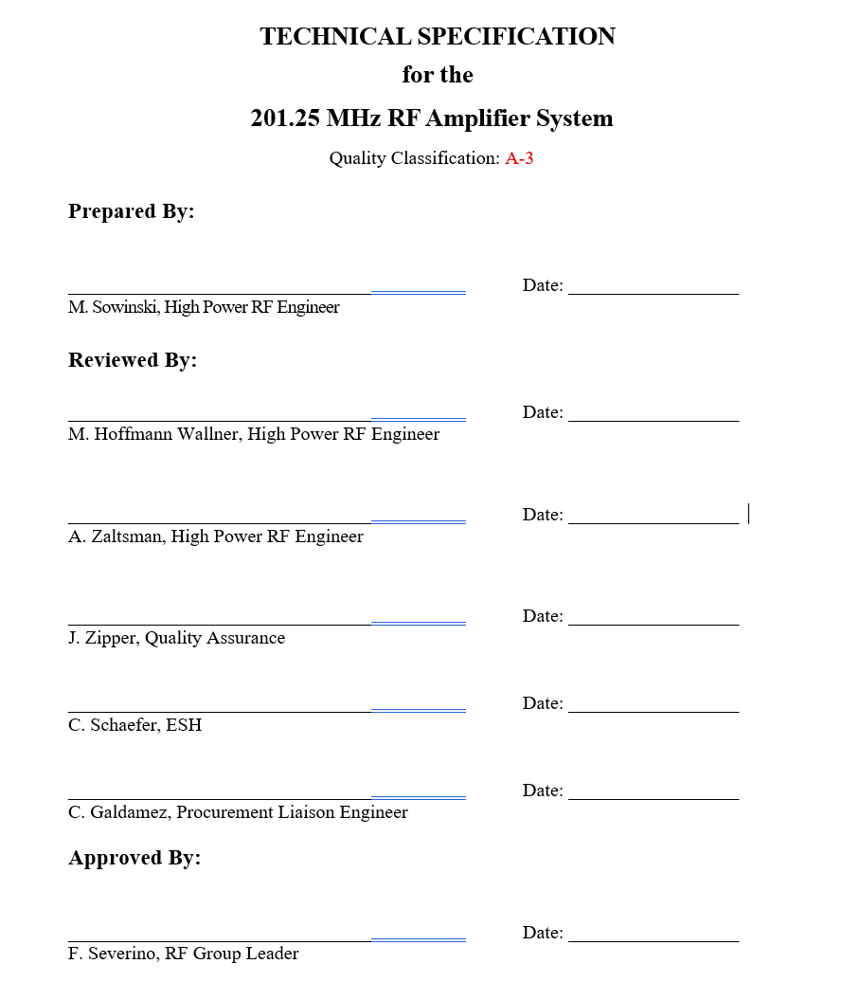 TECHNICAL SPECIFICATION
for the
201.25 MHz RF Amplifier System
Quality Classification: A-3
Prepared By:
Date:
M. Sowinski, High Power RF Engineer
Reviewed By:
Date:
M. Hoffmann Wallner, High Power RF Engineer
Date:
A. Zaltsman, High Power RF Engineer
Date:
J. Zipper, Quality Assurance
Date:
C. Schaefer, ESH
Date:
C. Galdamez, Procurement Liaison Engineer
Approved By:
Date:
F. Severino, RF Group Leader